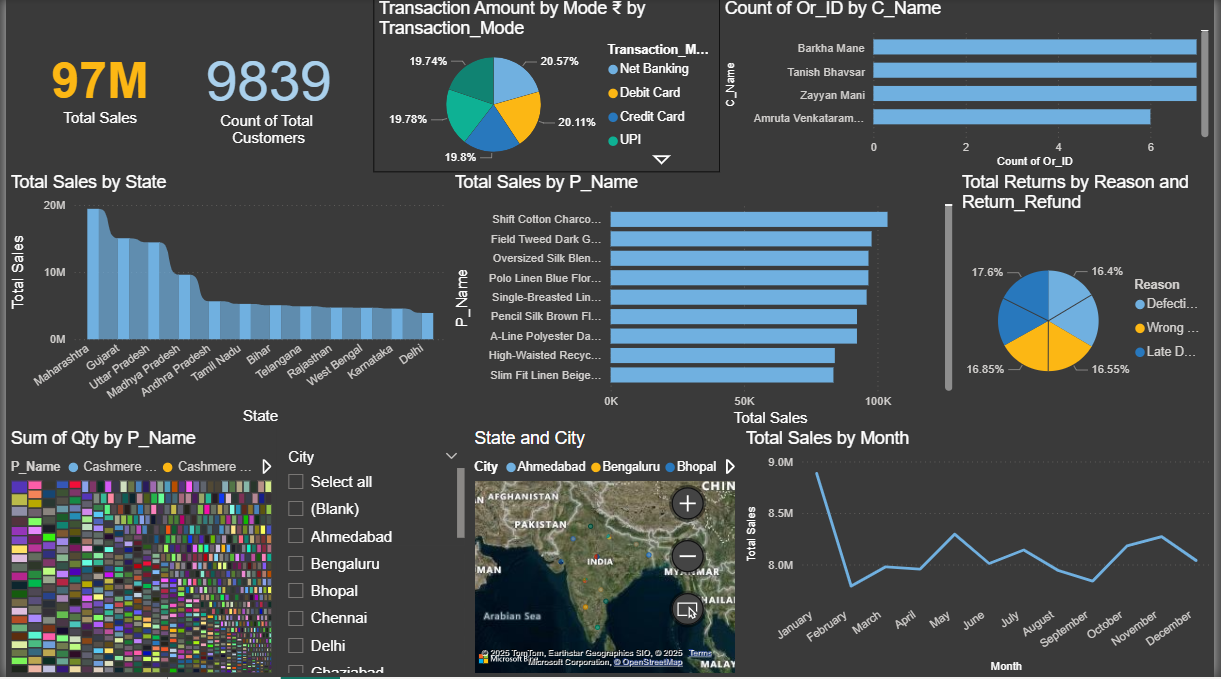 97M
Total Sales
9839
Count of Total
Customers
Transaction Amount by Mode ₹ by
Transaction_Mode
19.74%
20.57%
19.78%
20.11%
19.8%
Transaction_M...
Net Banking
Debit Card
Credit Card
UPI
Count of Or_ID by C_Name
C_Name
Barkha Mane
Tanish Bhavsar
Zayyan Mani
Amruta Venkataram...
0
2
4
6
Count of Or_ID
Total Sales by State
Total Sales
20M
10M
0M
Maharashtra
Gujarat
Uttar Pradesh
Madhya Pradesh
Andhra Pradesh
Tamil Nadu
Bihar
Telangana
Rajasthan
West Bengal
Karnataka
Delhi
State
Total Sales by P_Name
P_Name
Shift Cotton Charco...
Field Tweed Dark G...
Oversized Silk Blen...
Polo Linen Blue Flor...
Single-Breasted Lin...
Pencil Silk Brown Fl...
A-Line Polyester Da...
High-Waisted Recyc...
Slim Fit Linen Beige...
0K
50K
100K
Total Sales
Total Returns by Reason and
Return_Refund
17.6%
16.4%
16.85%
16.55%
Reason
Defecti...
Wrong ...
Late D...
Sum of Qty by P_Name
P_Name
Cashmere ...
Cashmere ...
City
Select all
(Blank)
Ahmedabad
Bengaluru
Bhopal
Chennai
Delhi
Ghaziabad
State and City
City
Ahmedabad
Bengaluru
Bhopal
AFGHANISTAN
CHIN
PAKISTAN
INDIA
MAN
MYANMAR
HAILA
Arabian Sea
MALAY
© 2025 TomTom, Earthstar Geographics SIO, © 2025
Microsoft Corporation, © OpenStreetMap
Terms
Microsoft Bing
Total Sales by Month
Total Sales
9.0M
8.5M
8.0M
January
February
March
April
May
June
July
August
September
October
November
December
Month